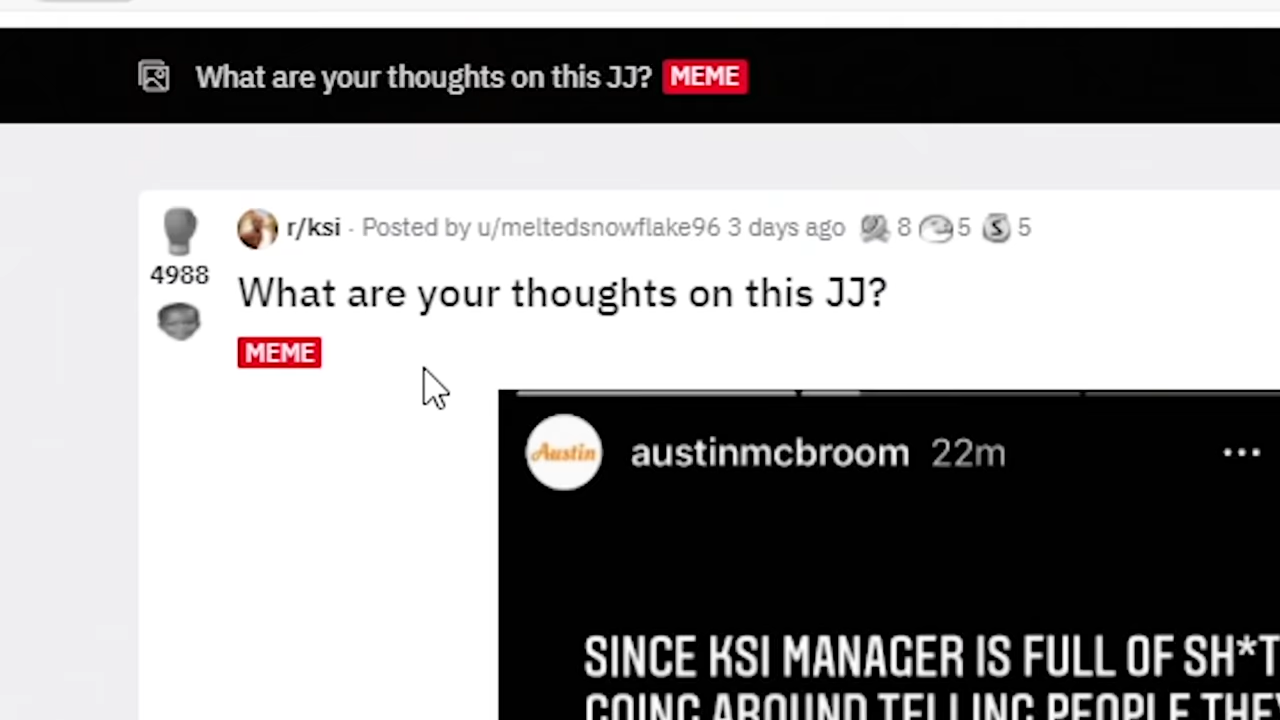 What are your thoughts on this JJ? MEME
r/ksi · Posted by u/meltedsnowflake96 3 days ago 8 5 S 5
4988
What are your thoughts on this JJ?
MEME
Austin austinmcbroom 22m ...
SINCE KSI MANAGER IS FULL OF SH*T
GOING AROUND TELLING PEOPLE THEY